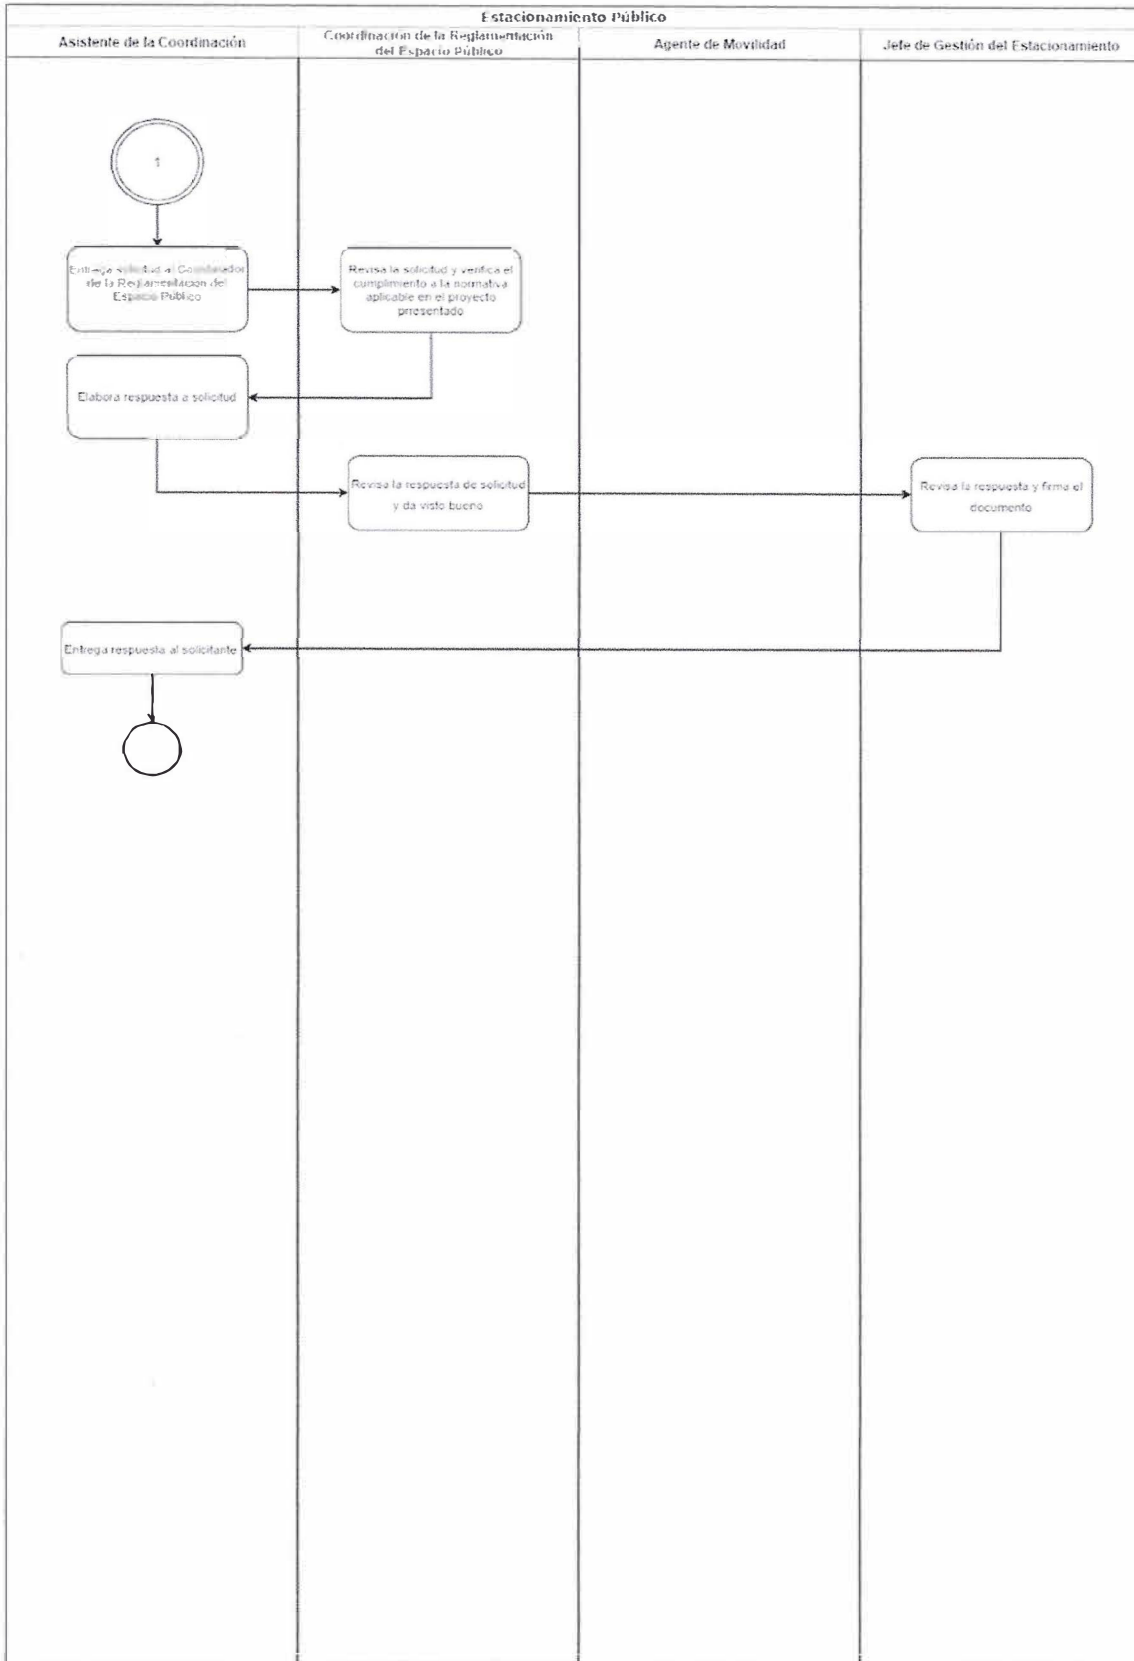 Estacionamiento Público
Asistente de la Coordinación
Coordinación de la Reglamentación
del Espacio Público
Agente de Movilidad
Jefe de Gestión del Estacionamiento
1
Entrega solicitud al Coordinador
de la Reglamentación del
Espacio Público
Revisa la solicitud y verifica el
cumplimiento a la normativa
aplicable en el proyecto
prresentado
Elabora respuesta a solicitud
Revisa la respuesta de solicitud
y da visto bueno
Revisa la respuesta y firma el
documento
Entrega respuesta al solicitante